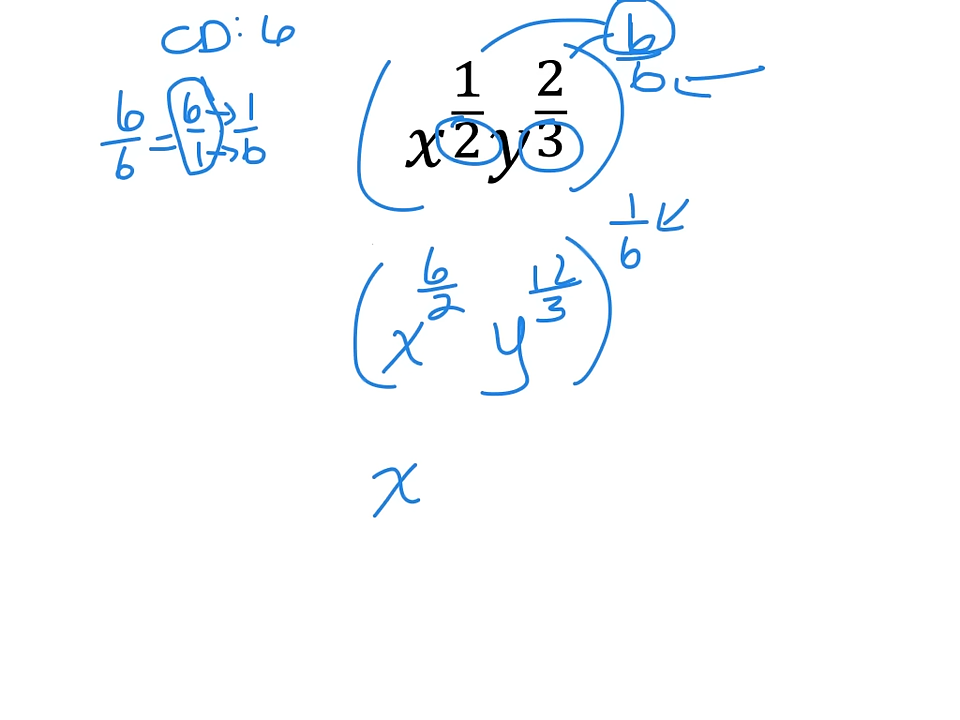 CD: 6
6/6 = 6/1 → 1/6
(x^(1/2) y^(2/3))^(6/6)
(x^(6/2) y^(12/3))^(1/6)
x